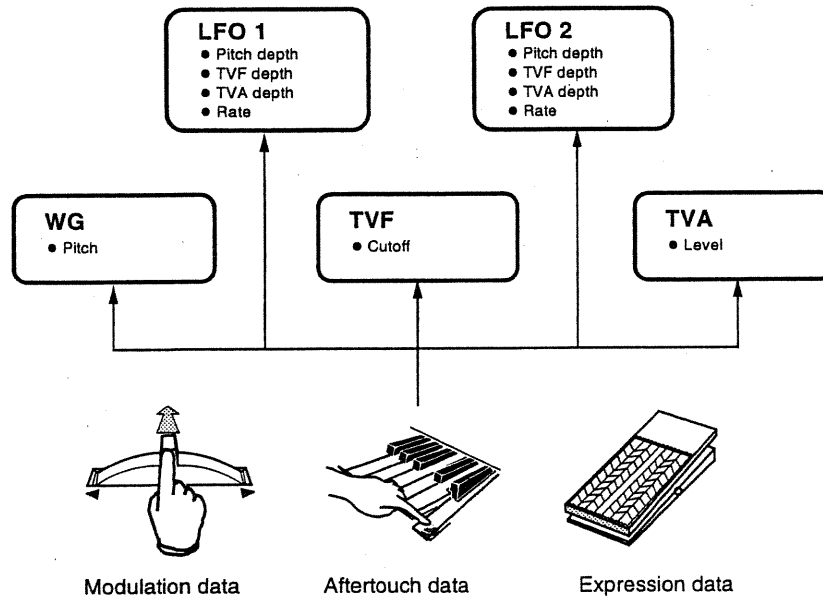 LFO 1
● Pitch depth
● TVF depth
● TVA depth
● Rate
LFO 2
● Pitch depth
● TVF depth
● TVA depth
● Rate
WG
● Pitch
TVF
● Cutoff
TVA
● Level
Modulation data
Aftertouch data
Expression data